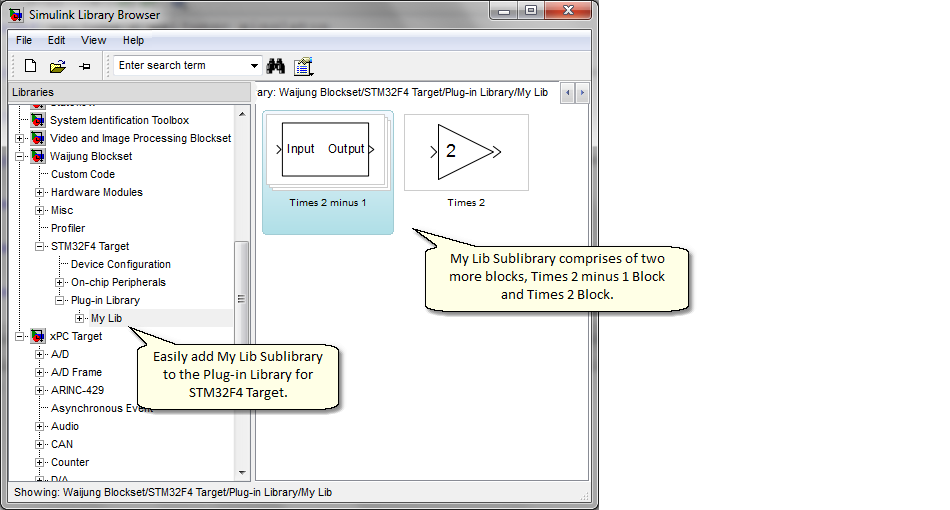 Simulink Library Browser
File Edit View Help
Enter search term
Libraries
ary: Waijung Blockset/STM32F4 Target/Plug-in Library/My Lib
System Identification Toolbox
Video and Image Processing Blockset
Waijung Blockset
Custom Code
Hardware Modules
Misc
Profiler
STM32F4 Target
Device Configuration
On-chip Peripherals
Plug-in Library
My Lib
xPC Target
A/D
A/D Frame
ARINC-429
Asynchronous Event
Audio
CAN
Counter
D/A
Input Output
Times 2 minus 1
2
Times 2
My Lib Sublibrary comprises of two
more blocks, Times 2 minus 1 Block
and Times 2 Block.
Easily add My Lib Sublibrary
to the Plug-in Library for
STM32F4 Target.
Showing: Waijung Blockset/STM32F4 Target/Plug-in Library/My Lib